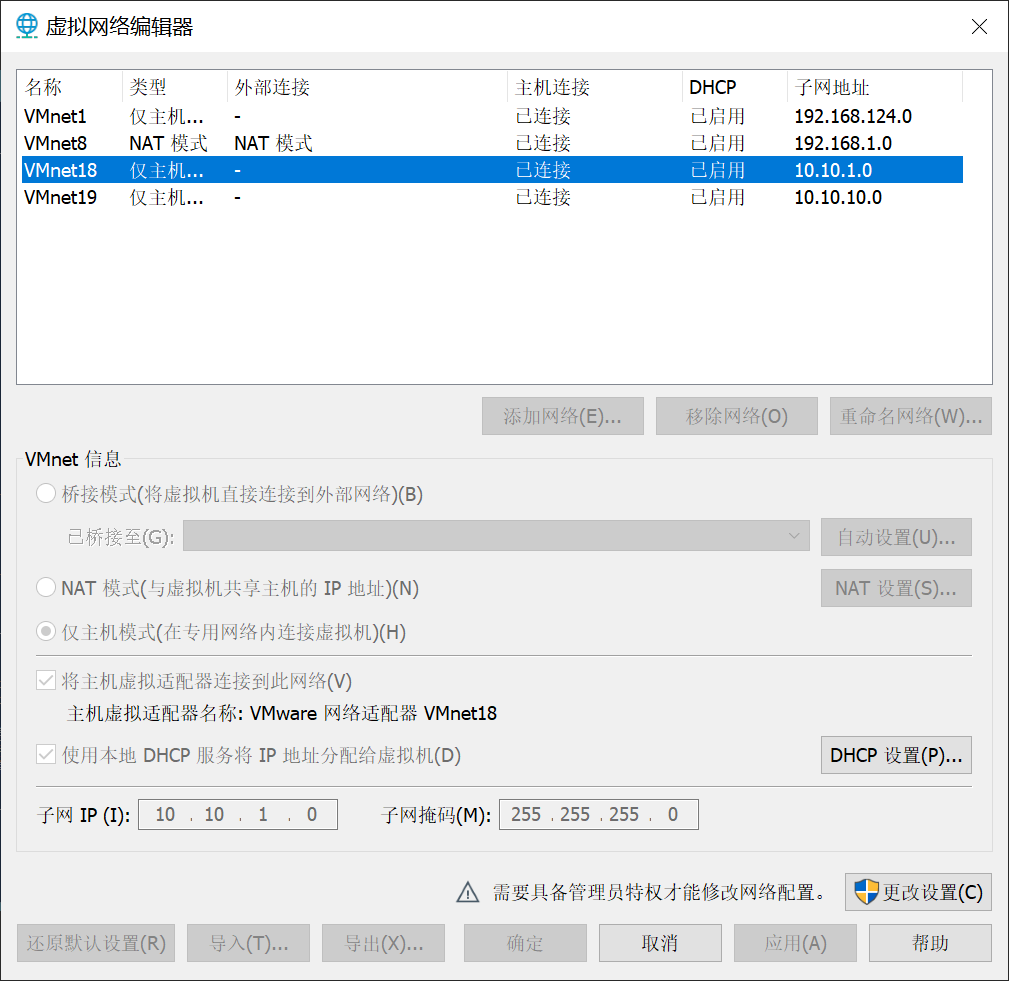 虚拟网络编辑器
名称 类型 外部连接 主机连接 DHCP 子网地址
VMnet1 仅主机... - 已连接 已启用 192.168.124.0
VMnet8 NAT 模式 NAT 模式 已连接 已启用 192.168.1.0
VMnet18 仅主机... - 已连接 已启用 10.10.1.0
VMnet19 仅主机... - 已连接 已启用 10.10.10.0
添加网络(E)... 移除网络(O) 重命名网络(W)...
VMnet 信息
桥接模式(将虚拟机直接连接到外部网络)(B)
已桥接至(G): 自动设置(U)...
NAT 模式(与虚拟机共享主机的 IP 地址)(N) NAT 设置(S)...
仅主机模式(在专用网络内连接虚拟机)(H)
将主机虚拟适配器连接到此网络(V)
主机虚拟适配器名称: VMware 网络适配器 VMnet18
使用本地 DHCP 服务将 IP 地址分配给虚拟机(D) DHCP 设置(P)...
子网 IP (I): 10 . 10 . 1 . 0 子网掩码(M): 255 . 255 . 255 . 0
需要具备管理员特权才能修改网络配置。 更改设置(C)
还原默认设置(R) 导入(T)... 导出(X)... 确定 取消 应用(A) 帮助